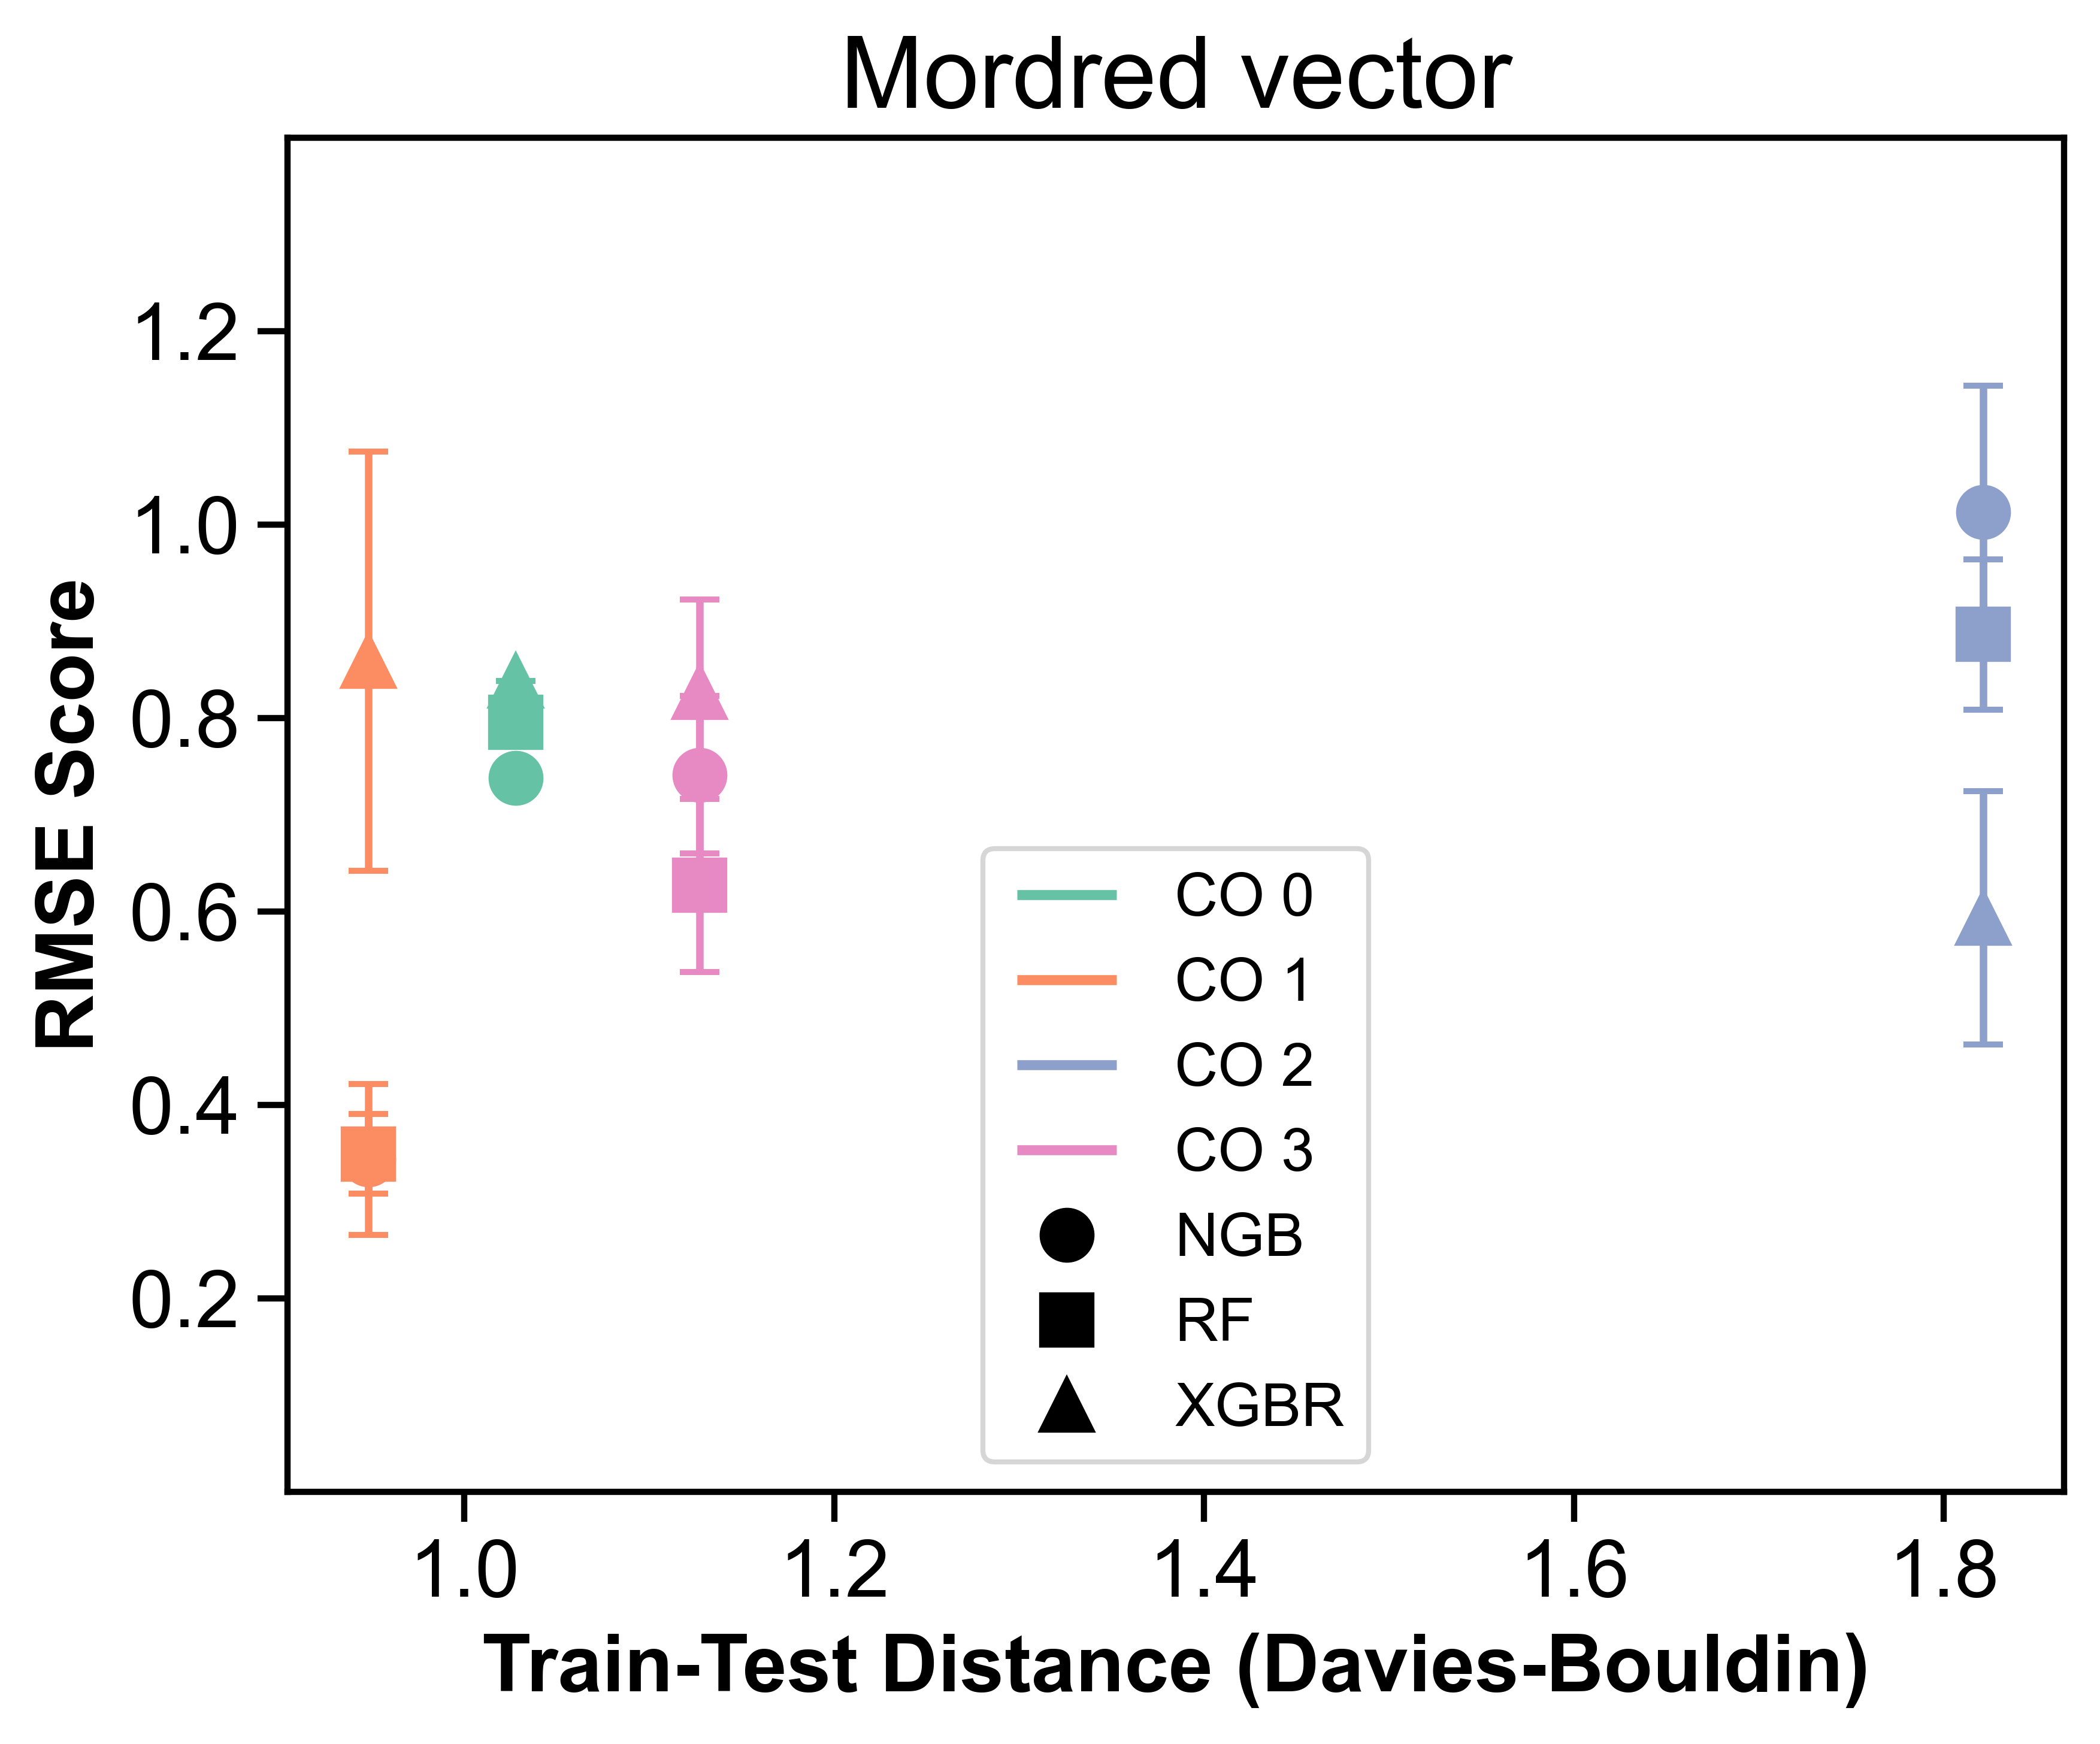 Mordred vector
RMSE Score
1.2
1.0
0.8
0.6
0.4
0.2
CO 0
CO 1
CO 2
CO 3
NGB
RF
XGBR
1.0 1.2 1.4 1.6 1.8
Train-Test Distance (Davies-Bouldin)